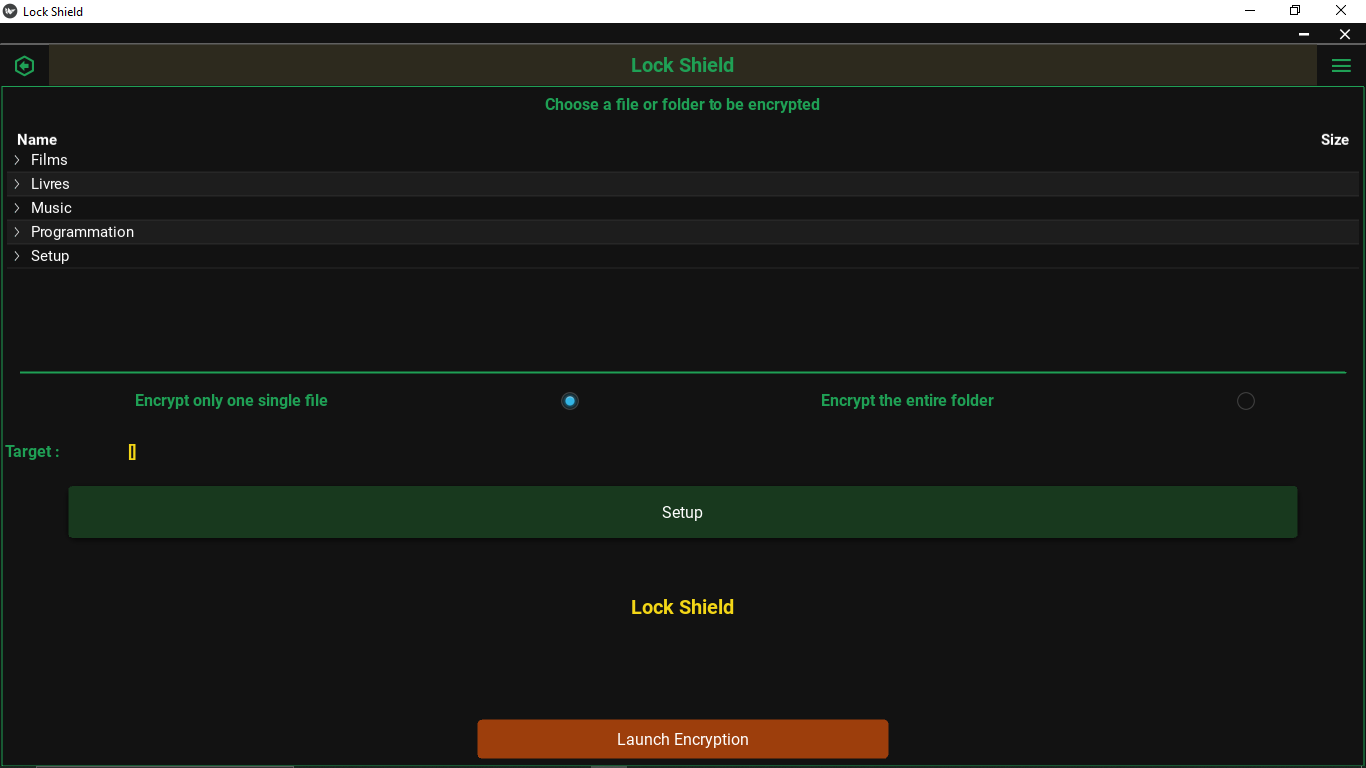 Lock Shield
Lock Shield
Choose a file or folder to be encrypted
Name Size
Films
Livres
Music
Programmation
Setup
Encrypt only one single file Encrypt the entire folder
Target : []
Setup
Lock Shield
Launch Encryption